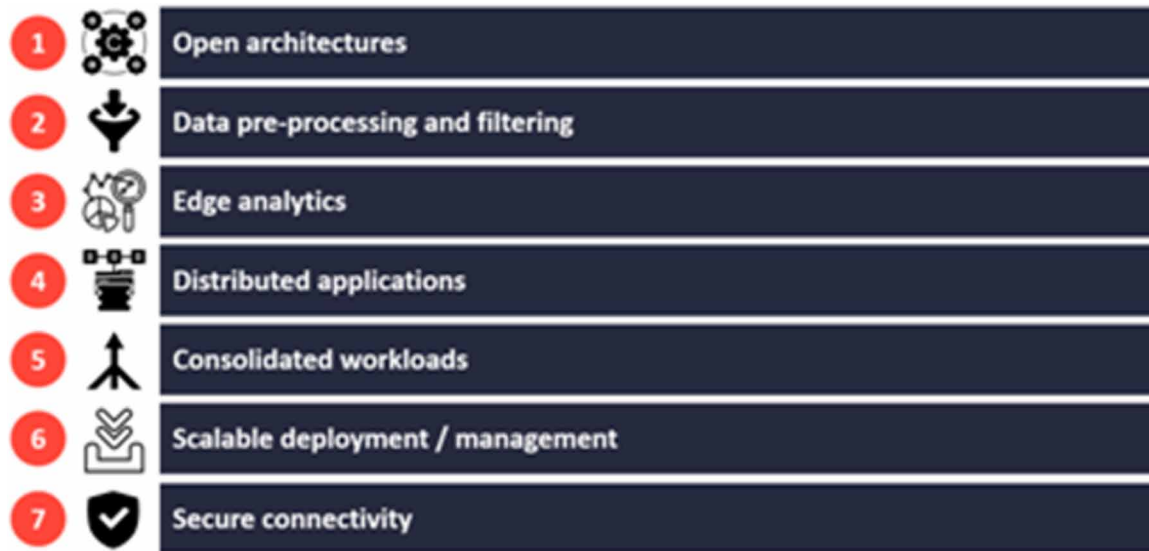 1 Open architectures
2 Data pre-processing and filtering
3 Edge analytics
4 Distributed applications
5 Consolidated workloads
6 Scalable deployment / management
7 Secure connectivity